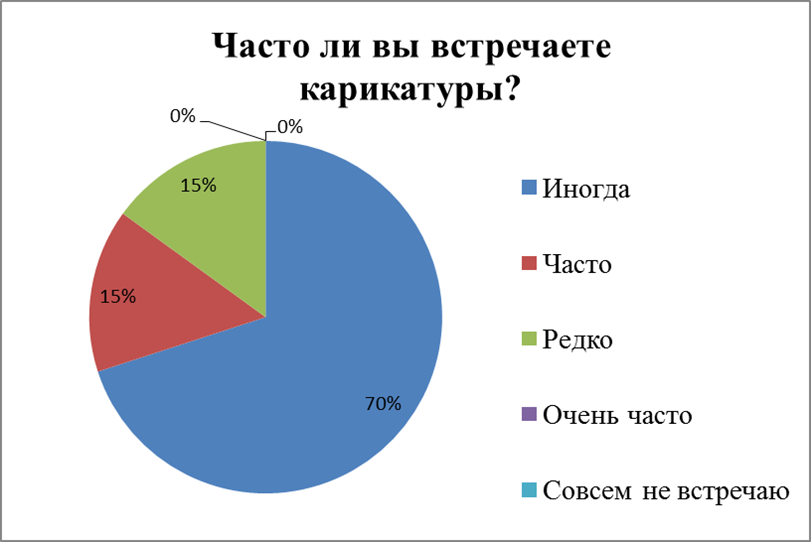 Часто ли вы встречаете
карикатуры?
0%
0%
15%
15%
70%
Иногда
Часто
Редко
Очень часто
Совсем не встречаю